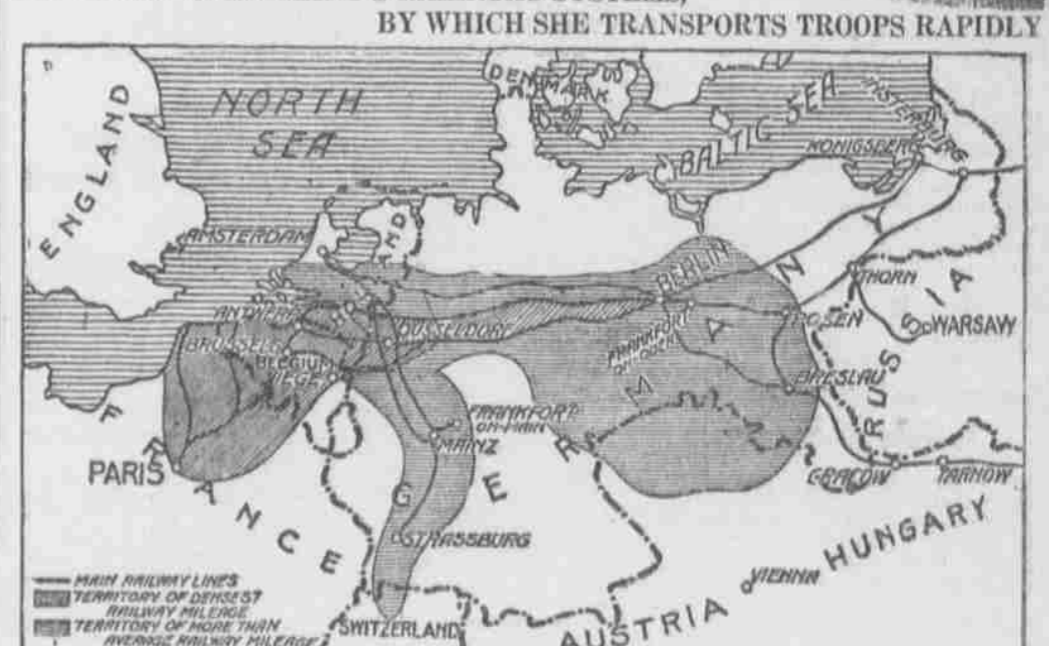 BY WHICH SHE TRANSPORTS TROOPS RAPIDLY
NORTH
SEA
ENGLAND
DENMARK
BALTIC SEA
KONIGSBERG
AMSTERDAM
ANTWERP
BRUSSELS
BELGIUM
LIEGE
DUSSELDORF
BERLIN
FRANKFORT
ON-ODER
POSEN
THORN
WARSAW
BRESLAU
RUSSIA
GERMANY
FRANKFORT
ON-MAIN
MAINZ
PARIS
FRANCE
STRASSBURG
CRACOW
TARNOW
VIENNA
AUSTRIA HUNGARY
SWITZERLAND
MAIN RAILWAY LINES
TERRITORY OF DENSEST
RAILWAY MILEAGE
TERRITORY OF MORE THAN
AVERAGE RAILWAY MILEAGE